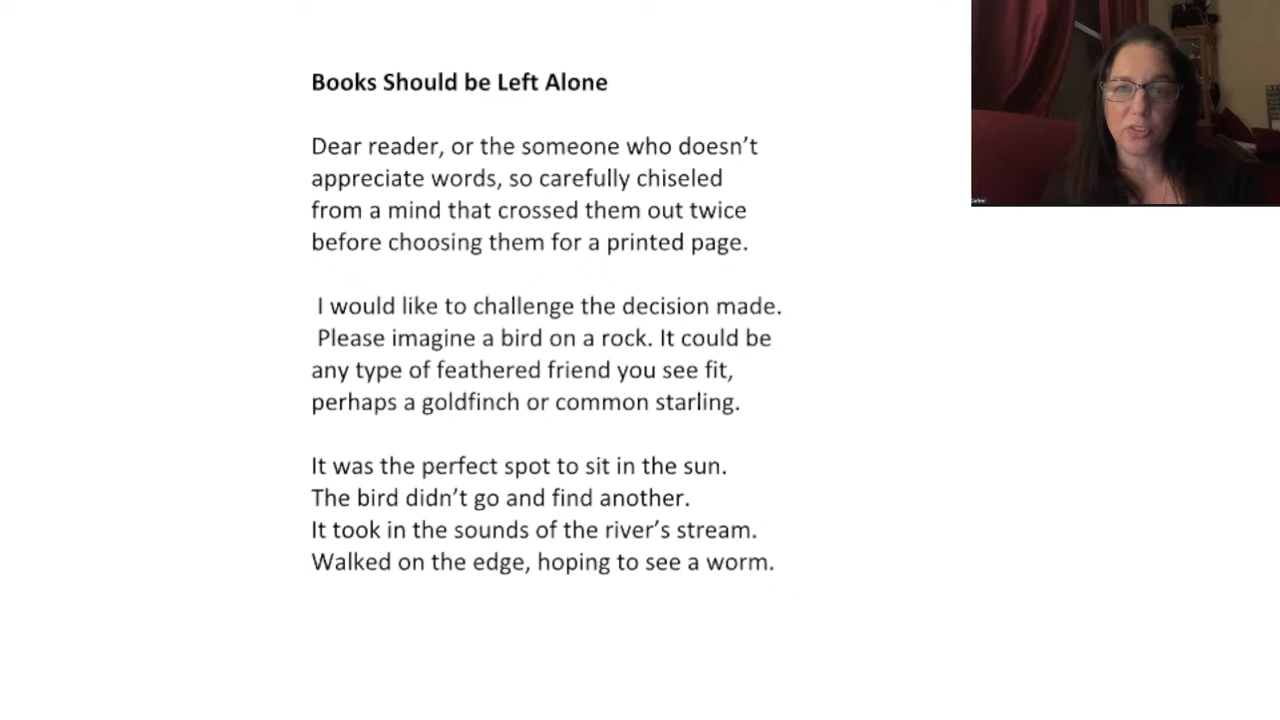 Books Should be Left Alone
Dear reader, or the someone who doesn’t
appreciate words, so carefully chiseled
from a mind that crossed them out twice
before choosing them for a printed page.
I would like to challenge the decision made.
Please imagine a bird on a rock. It could be
any type of feathered friend you see fit,
perhaps a goldfinch or common starling.
It was the perfect spot to sit in the sun.
The bird didn’t go and find another.
It took in the sounds of the river’s stream.
Walked on the edge, hoping to see a worm.